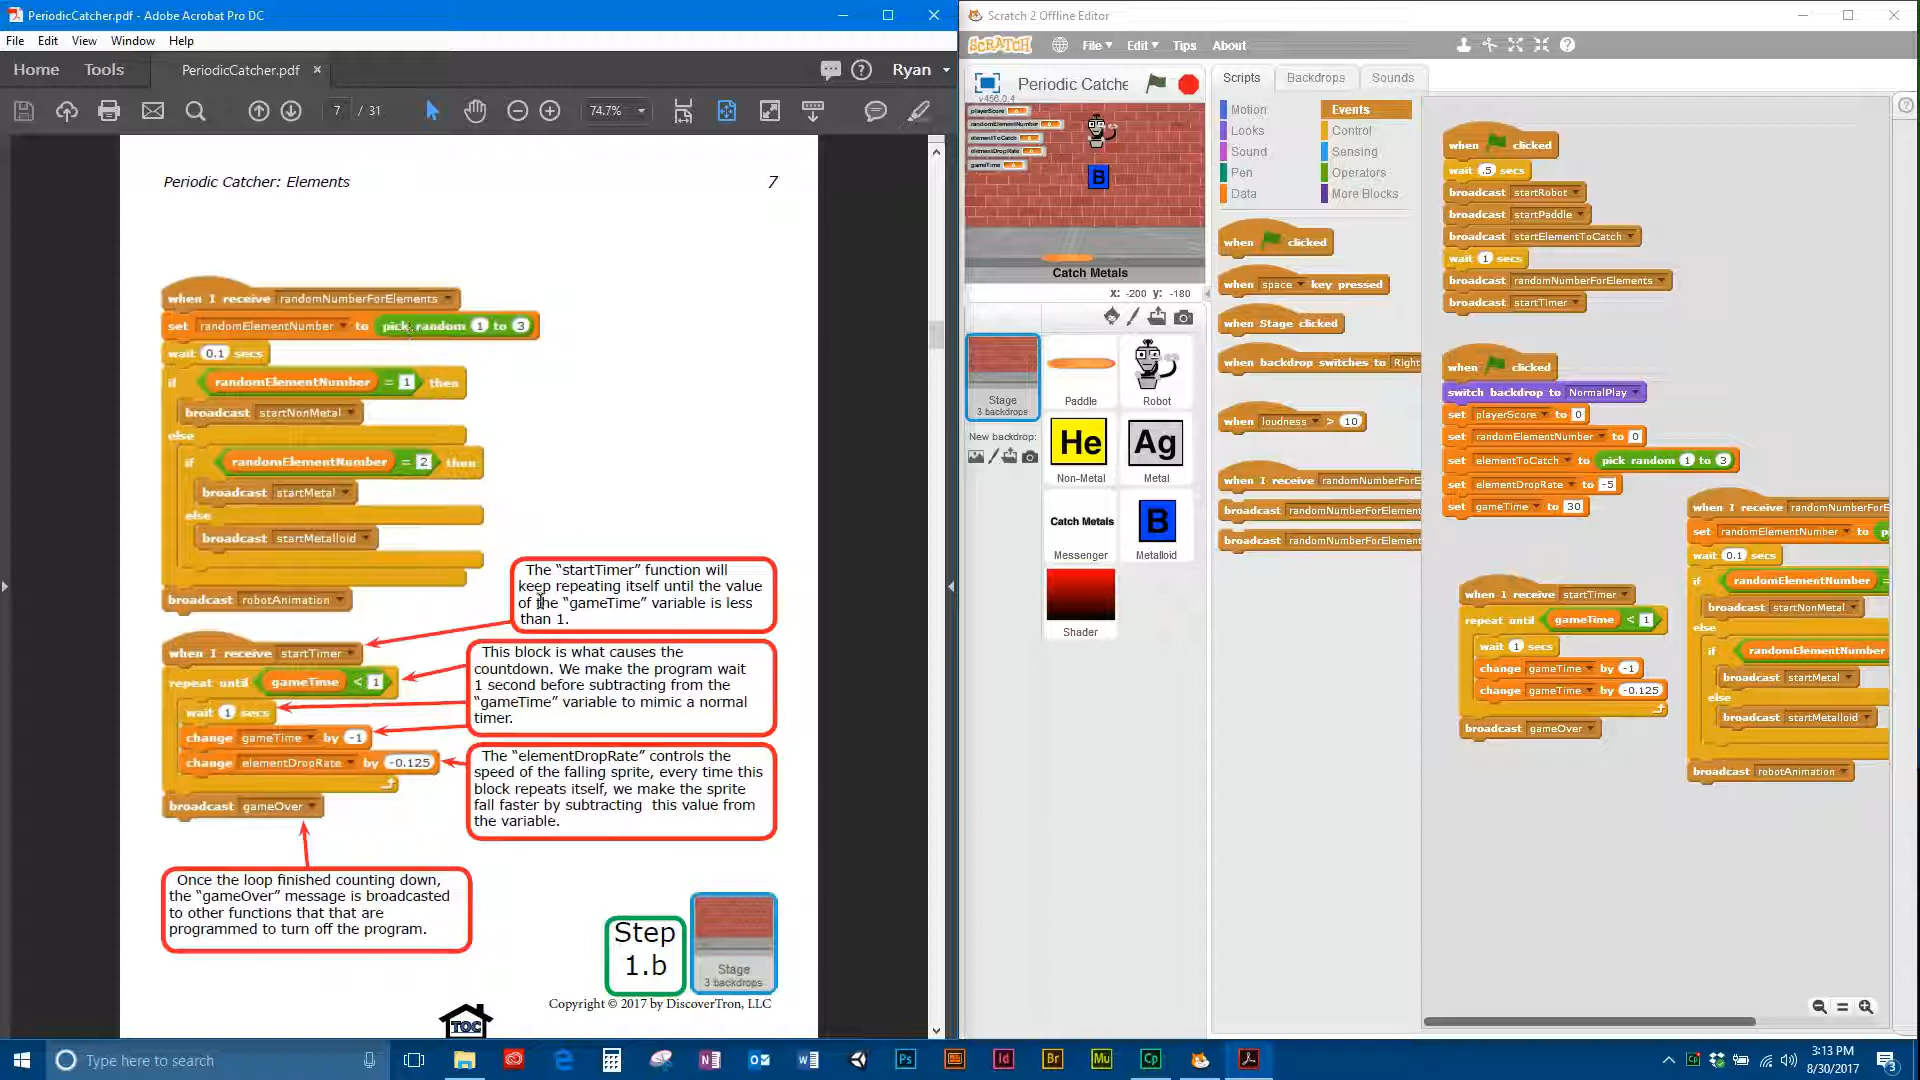 PeriodicCatcher.pdf - Adobe Acrobat Pro DC
File Edit View Window Help
Home Tools PeriodicCatcher.pdf × Ryan
7 / 31 74.7%
Periodic Catcher: Elements 7
when I receive randomNumberForElements
set randomElementNumber to pick random 1 to 3
wait 0.1 secs
if randomElementNumber = 1 then
broadcast startNonMetal
else
if randomElementNumber = 2 then
broadcast startMetal
else
broadcast startMetalloid
broadcast robotAnimation
The “startTimer” function will
keep repeating itself until the value
of the “gameTime” variable is less
than 1.
when I receive startTimer
repeat until gameTime < 1
wait 1 secs
change gameTime by -1
change elementDropRate by -0.125
broadcast gameOver
This block is what causes the
countdown. We make the program wait
1 second before subtracting from the
“gameTime” variable to mimic a normal
timer.
The “elementDropRate” controls the
speed of the falling sprite, every time this
block repeats itself, we make the sprite
fall faster by subtracting this value from
the variable.
Once the loop finished counting down,
the “gameOver” message is broadcasted
to other functions that that are
programmed to turn off the program.
Step
1.b
Stage
3 backdrops
Copyright © 2017 by DiscoverTron, LLC
TOC
Scratch 2 Offline Editor
SCRATCH File Edit Tips About
Periodic Catche
v456.0.4
playerScore
randomElementNumber
elementToCatch
elementDropRate
gameTime
B
Catch Metals
x: -200 y: -180
Stage
3 backdrops
New backdrop:
Paddle
Robot
He
Non-Metal
Ag
Metal
Catch Metals
Messenger
B
Metalloid
Shader
Scripts Backdrops Sounds
Motion Events
Looks Control
Sound Sensing
Pen Operators
Data More Blocks
when clicked
when space key pressed
when Stage clicked
when backdrop switches to Right
when loudness > 10
when I receive randomNumberForE
broadcast randomNumberForElement
broadcast randomNumberForElement
when clicked
wait .5 secs
broadcast startRobot
broadcast startPaddle
broadcast startElementToCatch
wait 1 secs
broadcast randomNumberForElements
broadcast startTimer
when clicked
switch backdrop to NormalPlay
set playerScore to 0
set randomElementNumber to 0
set elementToCatch to pick random 1 to 3
set elementDropRate to -5
set gameTime to 30
when I receive startTimer
repeat until gameTime < 1
wait 1 secs
change gameTime by -1
change gameTime by -0.125
broadcast gameOver
when I receive randomNumberForE
set randomElementNumber to
wait 0.1 secs
if randomElementNumber =
broadcast startNonMetal
else
if randomElementNumber
broadcast startMetal
else
broadcast startMetalloid
broadcast robotAnimation
Type here to search
Ps Id Br Mu Cp
3:13 PM
8/30/2017
3